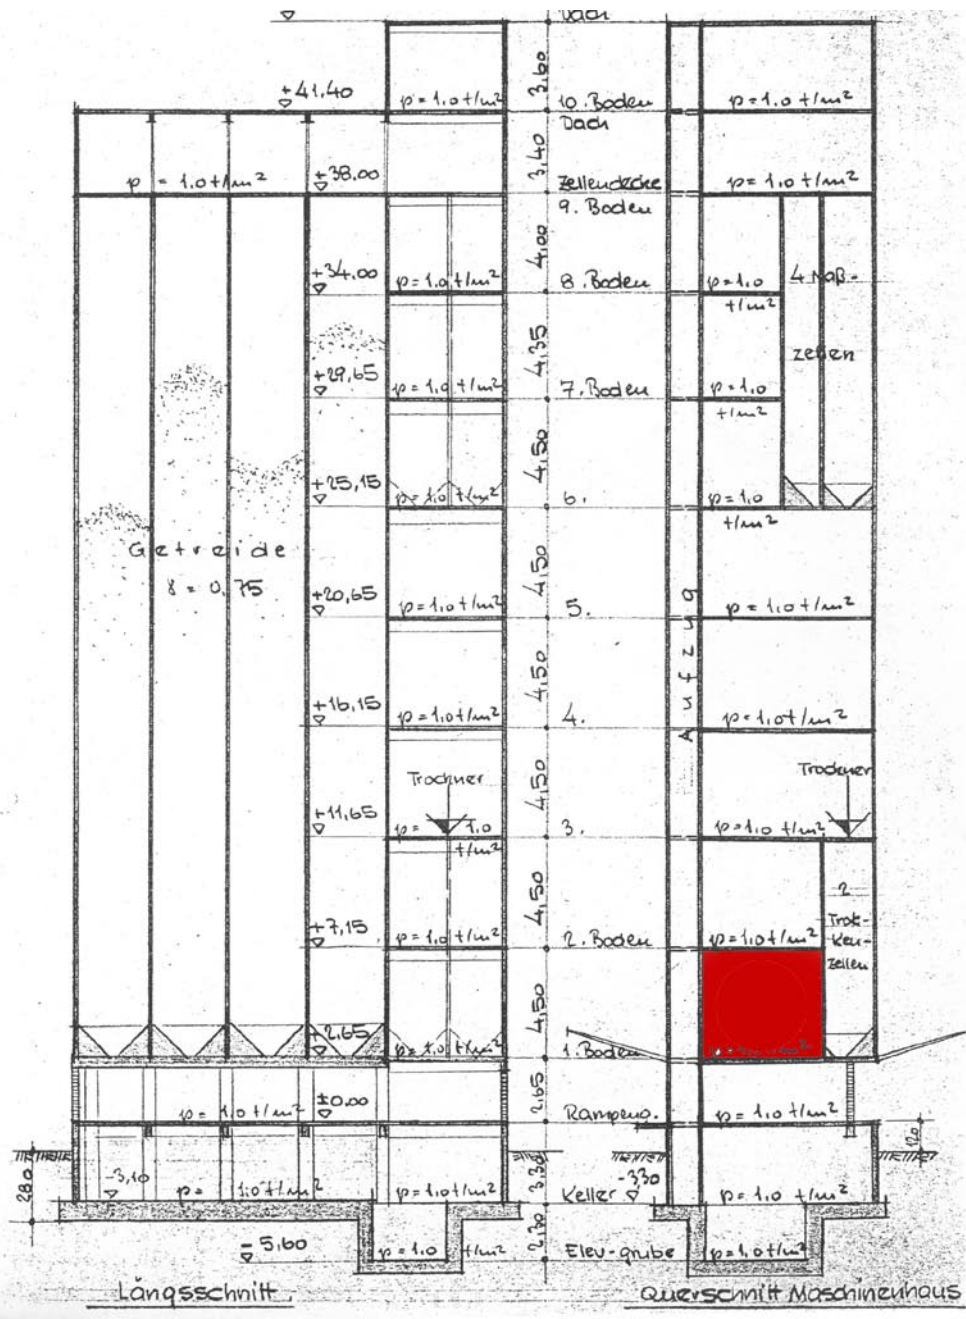 Dach
+41.40
p = 1.0 t/m²
10. Boden
p = 1.0 t/m²
3.60
Dach
3.40
+38.00
p = 1.0 t/m²
Zellendecke
p = 1.0 t/m²
9. Boden
4.00
+34.00
p = 1.0 t/m²
8. Boden
p = 1.0
t/m²
4 Naß-
zellen
4,35
+29,65
p = 1.0 t/m²
7. Boden
p = 1.0
t/m²
4,50
+25,15
p = 1.0 t/m²
6.
p = 1.0
t/m²
Getreide
γ = 0,75
4,50
+20,65
p = 1.0 t/m²
5.
p = 1.0 t/m²
Aufzug
4,50
+16,15
p = 1.0 t/m²
4.
p = 1.0 t/m²
Trockner
Trockner
4,50
+11,65
p = 1.0
t/m²
3.
p = 1.0 t/m²
4,50
+7,15
p = 1.0 t/m²
2. Boden
p = 1.0 t/m²
2
Trok-
ken-
zellen
4,50
+2,65
p = 1.0 t/m²
1. Boden
2,65
±0.00
p = 1.0 t/m²
Rampeng.
p = 1.0 t/m²
120
280
-3,10
p = 1.0 t/m²
p = 1.0 t/m²
3,30
Keller
-3,30
p = 1.0 t/m²
2,30
-5,60
p = 1.0 t/m²
Elev-grube
p = 1.0 t/m²
Längsschnitt
Querschnitt Maschinenhaus